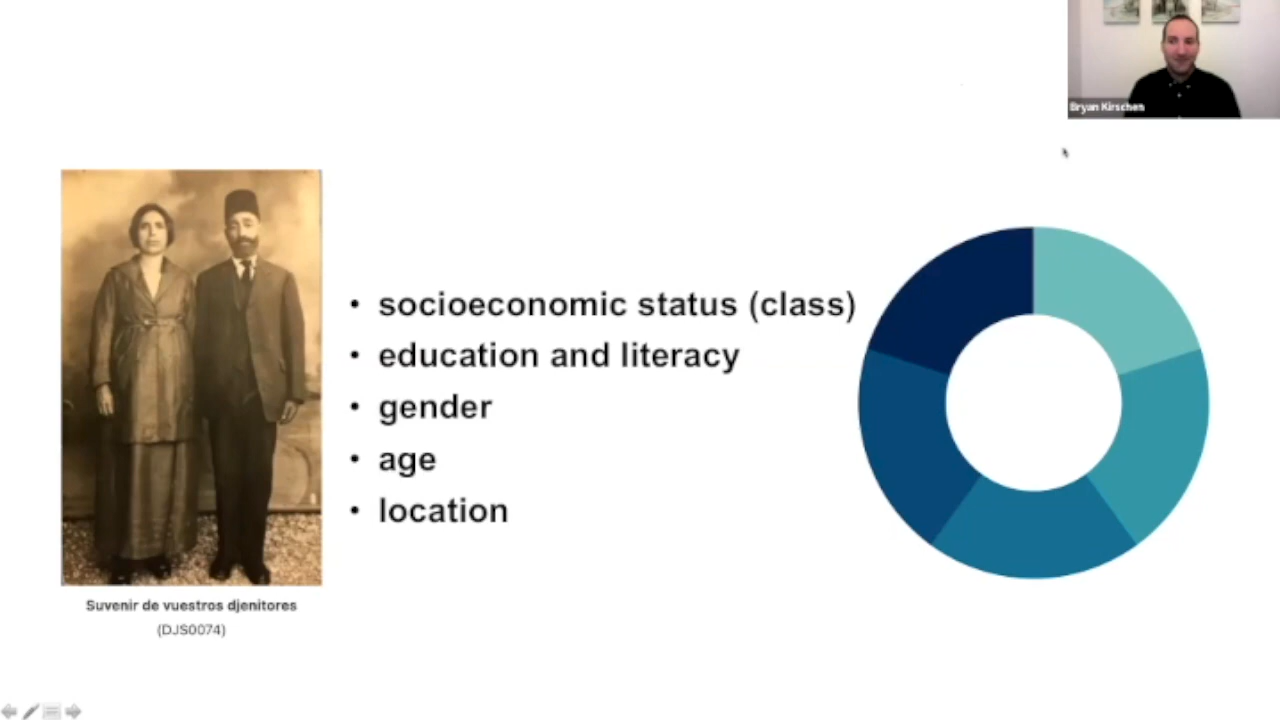 Bryan Kirschen
• socioeconomic status (class)
• education and literacy
• gender
• age
• location
Suvenir de vuestros djenitores
(DJS0074)